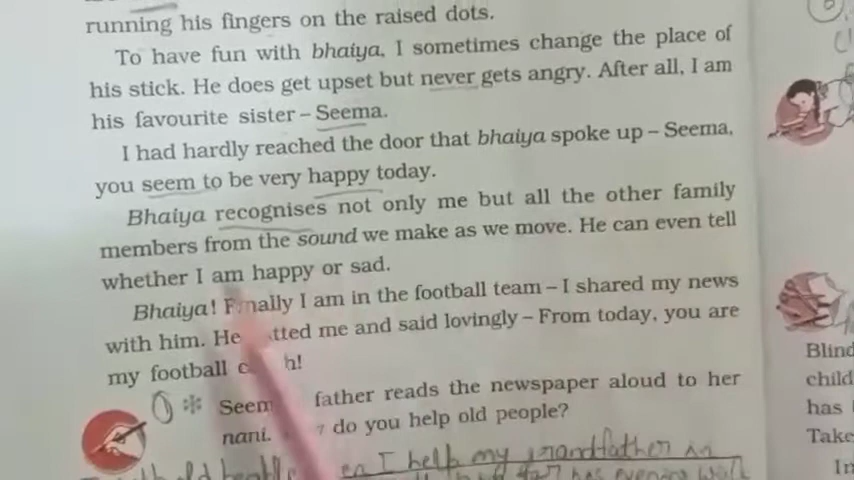 running his fingers on the raised dots.
To have fun with bhaiya, I sometimes change the place of
his stick. He does get upset but never gets angry. After all, I am
his favourite sister – Seema.
I had hardly reached the door that bhaiya spoke up – Seema,
you seem to be very happy today.
Bhaiya recognises not only me but all the other family
members from the sound we make as we move. He can even tell
whether I am happy or sad.
Bhaiya! Finally I am in the football team – I shared my news
with him. He tted me and said lovingly – From today, you are
my football c h!
* Seem father reads the newspaper aloud to her
nani. do you help old people?
I help my grandfather in
has evening walk
Blind
child
has
Take
In